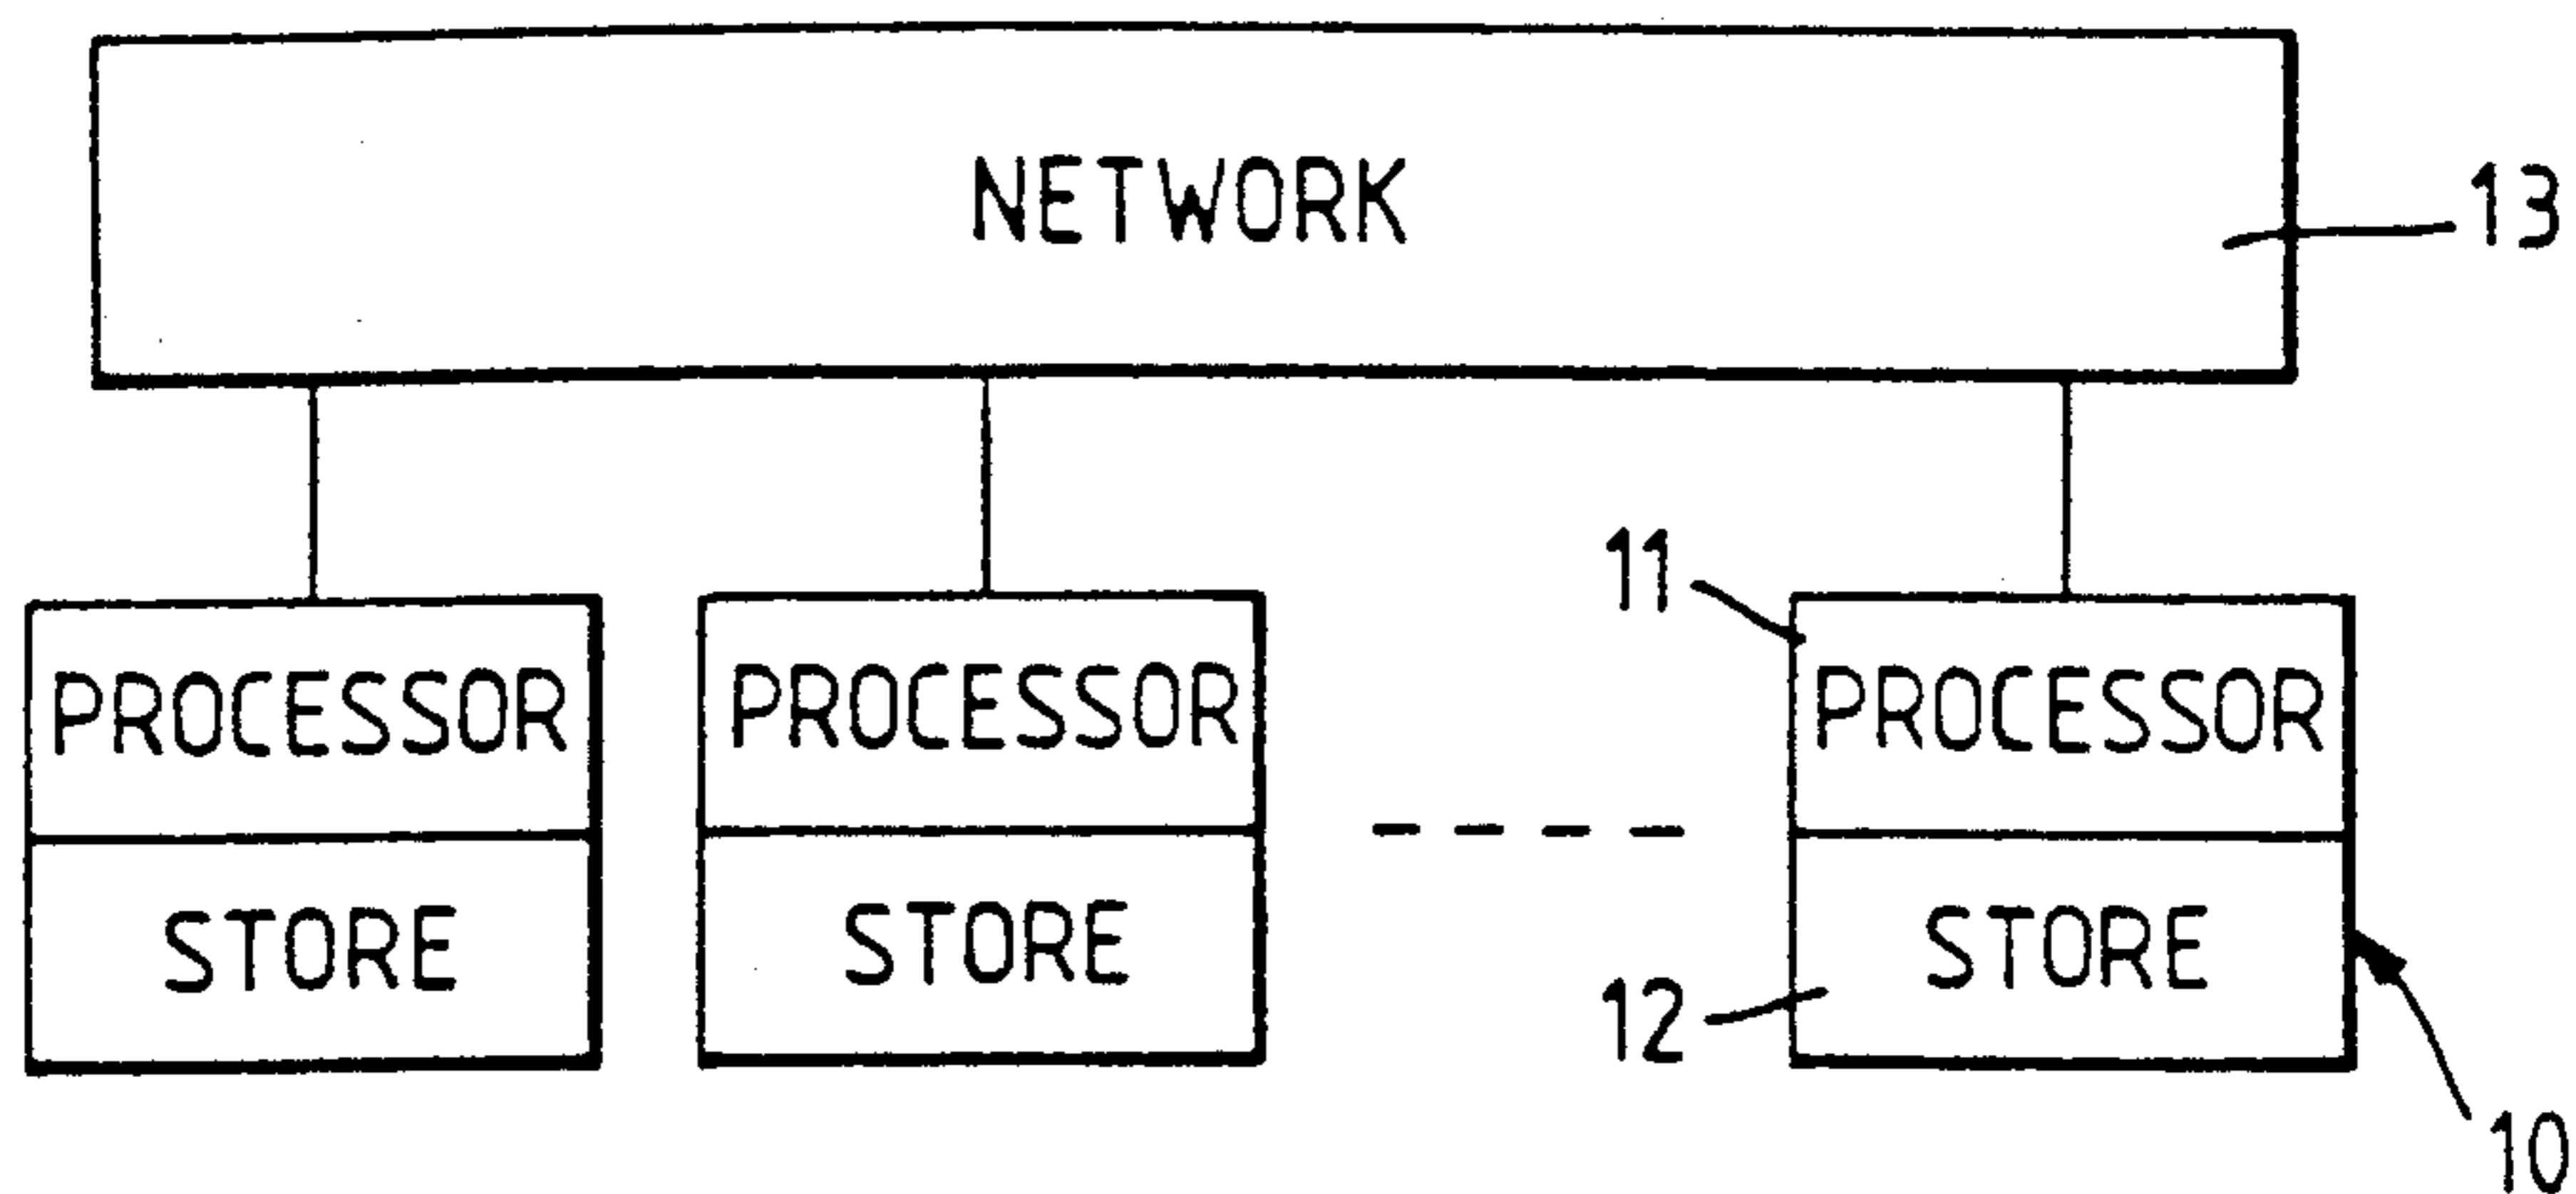 NETWORK
13
11
PROCESSOR PROCESSOR PROCESSOR
STORE STORE STORE
12
10